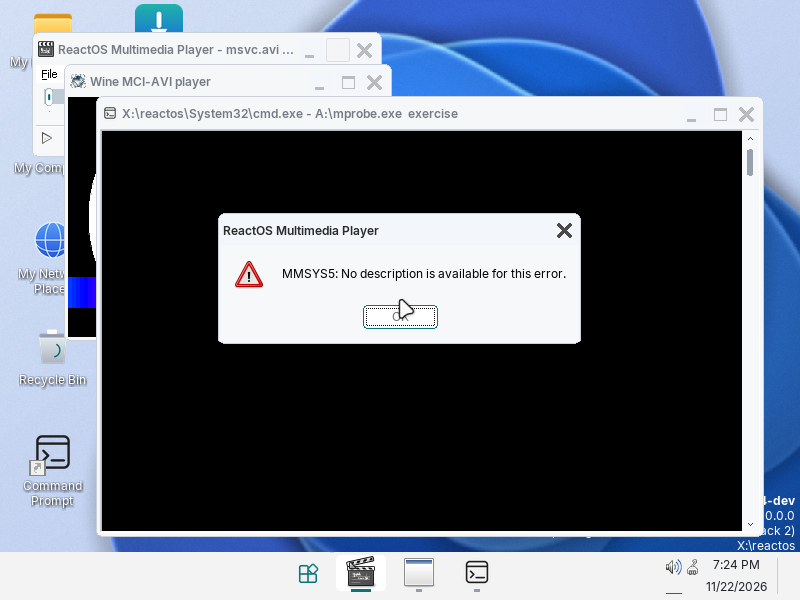 ReactOS Multimedia Player - msvc.avi ...
File
Wine MCI-AVI player
X:\reactos\System32\cmd.exe - A:\mprobe.exe exercise
ReactOS Multimedia Player
MMSYS5: No description is available for this error.
My Netw
Place
Recycle Bin
Command
Prompt
-dev
0.0.0
ack 2)
X:\reactos
7:24 PM
11/22/2026